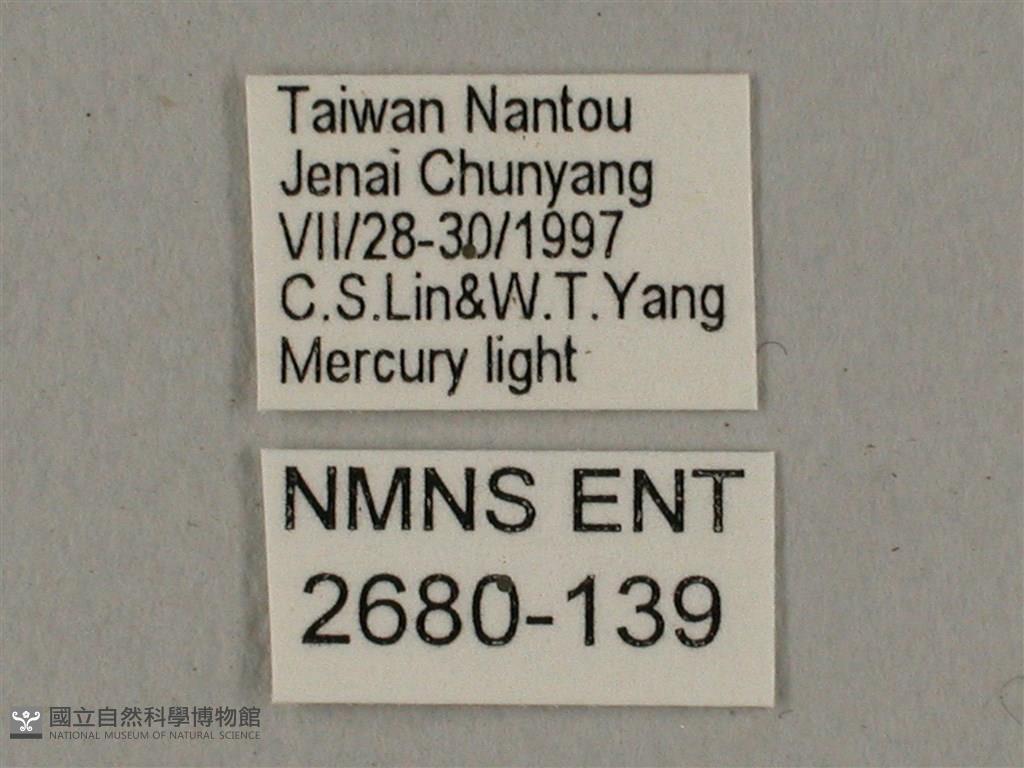 Taiwan Nantou
Jenai Chunyang
VII/28-30/1997
C.S.Lin&W.T.Yang
Mercury light
NMNS ENT
2680-139
國立自然科學博物館
NATIONAL MUSEUM OF NATURAL SCIENCE